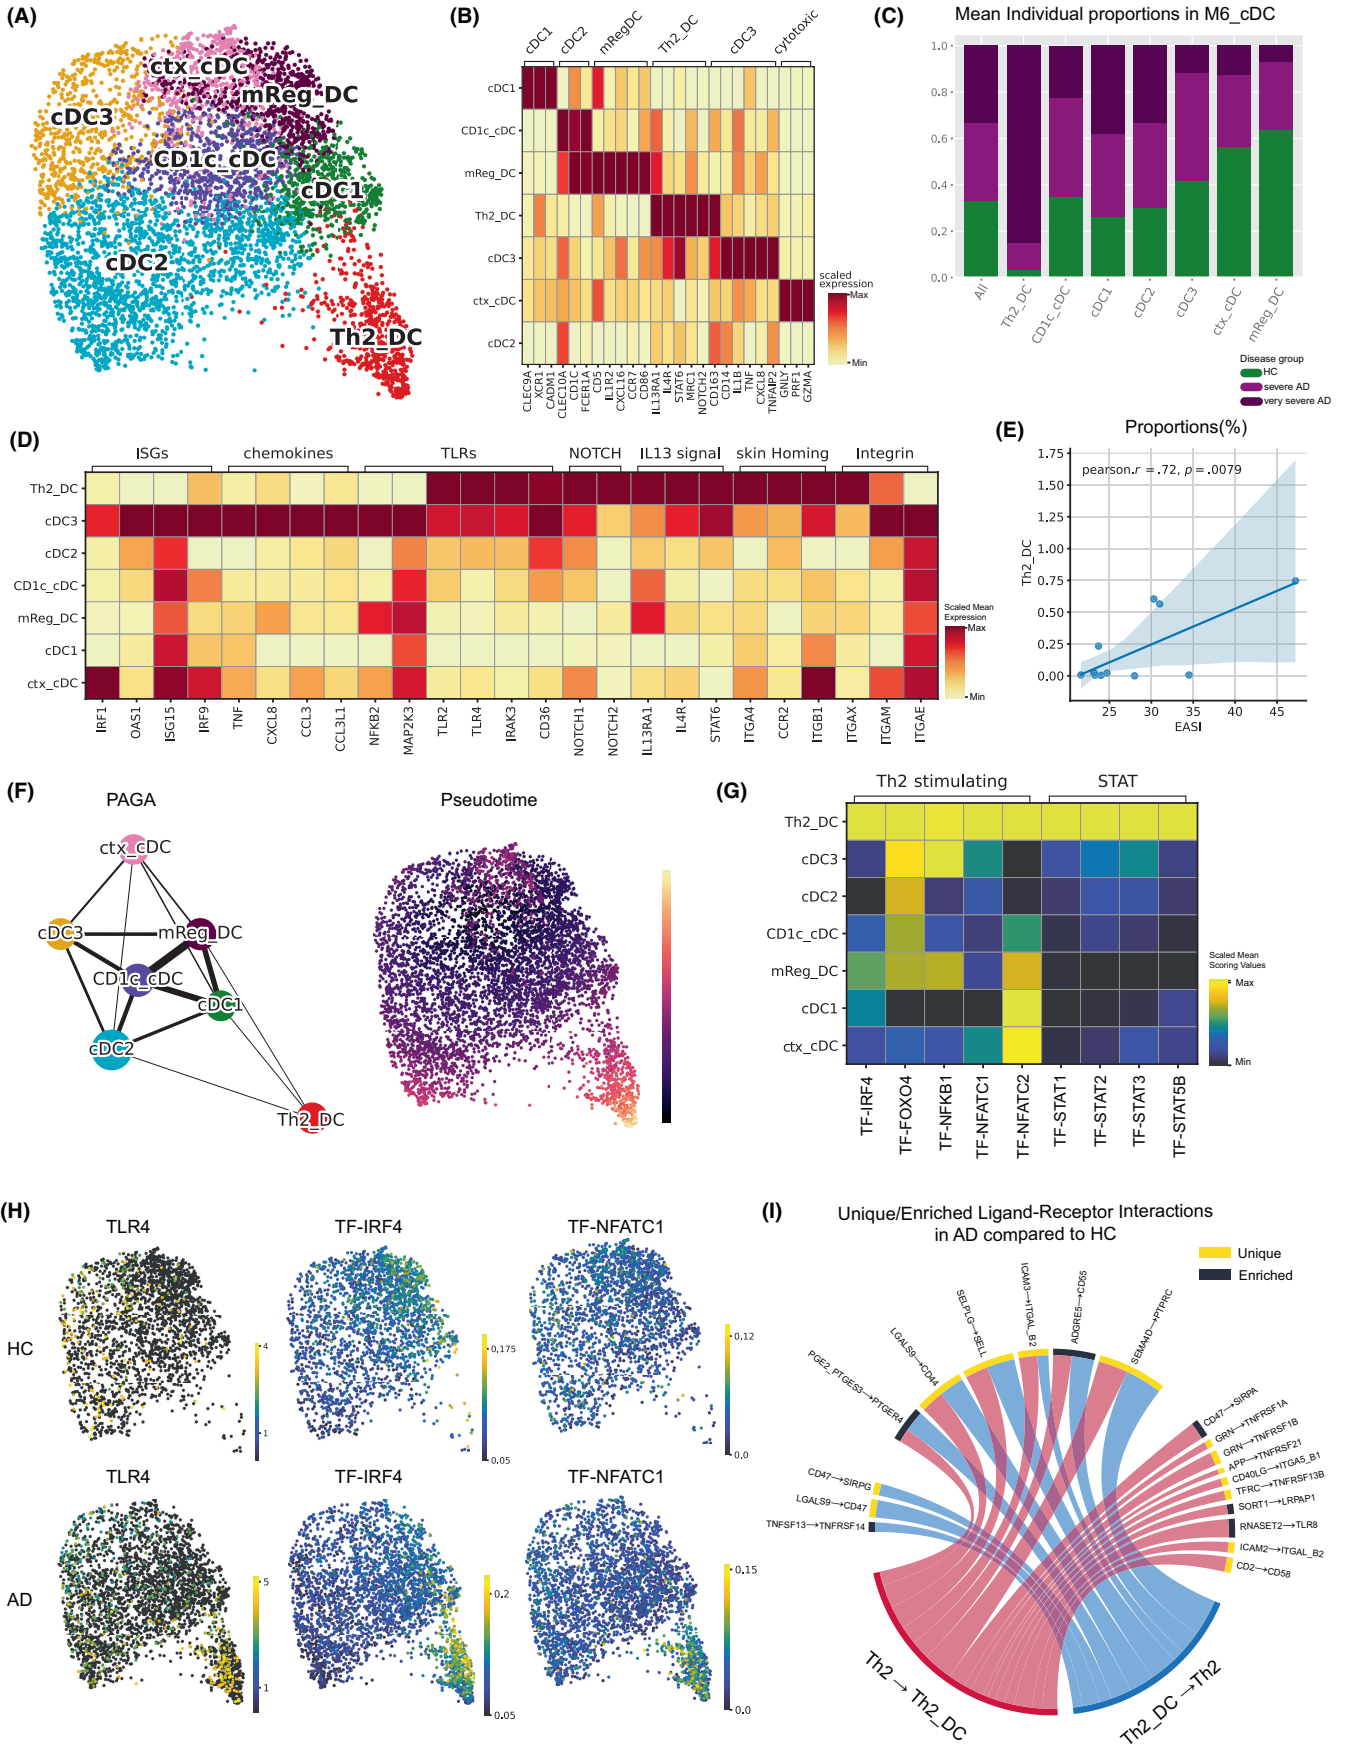 (A)
ctx_cDC
mReg_DC
cDC3
CD1c_cDC
cDC1
cDC2
Th2_DC
(B)
cDC1
cDC2
mRegDC
Th2_DC
cDC3
cytotoxic
cDC1
CD1c_cDC
mReg_DC
Th2_DC
cDC3
ctx_cDC
cDC2
CLEC9A
XCR1
CADM1
CLEC10A
CD1C
FCER1A
CD5
IL1R2
CXCL16
CCR7
CD86
IL13RA1
IL4R
STAT6
MRC1
NOTCH2
CD163
CD14
IL1B
TNF
CXCL8
TNFAIP2
GNLY
PRF1
GZMA
scaled
expression
Max
Min
(C)
Mean Individual proportions in M6_cDC
1.0
0.8
0.6
0.4
0.2
0.0
All
Th2_DC
CD1c_cDC
cDC1
cDC2
cDC3
ctx_cDC
mReg_DC
Disease group
HC
severe AD
very severe AD
(D)
ISGs
chemokines
TLRs
NOTCH
IL13 signal
skin Homing
Integrin
Th2_DC
cDC3
cDC2
CD1c_cDC
mReg_DC
cDC1
ctx_cDC
IRF1
OAS1
ISG15
IRF9
TNF
CXCL8
CCL3
CCL3L1
NFKB2
MAP2K3
TLR2
TLR4
IRAK3
CD36
NOTCH1
NOTCH2
IL13RA1
IL4R
STAT6
ITGA4
CCR2
ITGB1
ITGAX
ITGAM
ITGAE
Scaled Mean
Expression
Max
Min
(E)
Proportions(%)
pearson.r = .72, p = .0079
Th2_DC
1.75
1.50
1.25
1.00
0.75
0.50
0.25
0.00
25
30
35
40
45
EASI
(F)
PAGA
ctx_cDC
cDC3
mReg_DC
CD1c_cDC
cDC1
cDC2
Th2_DC
Pseudotime
(G)
Th2 stimulating
STAT
Th2_DC
cDC3
cDC2
CD1c_cDC
mReg_DC
cDC1
ctx_cDC
TF-IRF4
TF-FOXO4
TF-NFKB1
TF-NFATC1
TF-NFATC2
TF-STAT1
TF-STAT2
TF-STAT3
TF-STAT5B
Scaled Mean
Scoring Values
Max
Min
(H)
TLR4
TF-IRF4
TF-NFATC1
HC
4
1
0.175
0.05
0.12
0.0
TLR4
TF-IRF4
TF-NFATC1
AD
5
1
0.2
0.05
0.15
0.0
(I)
Unique/Enriched Ligand-Receptor Interactions
in AD compared to HC
Unique
Enriched
TNFSF13→TNFRSF14
LGALS9→CD47
CD47→SIRPG
PGE2_PTGES3→PTGER4
LGALS9→CD44
SELPLG→SELL
ICAM3→ITGAL_B2
ADGRE5→CD55
SEMA4D→PTPRC
CD47→SIRPA
GRN→TNFRSF1A
GRN→TNFRSF1B
APP→TNFRSF21
CD40LG→ITGA5_B1
TFRC→TNFRSF13B
SORT1→LRPAP1
RNASET2→TLR8
ICAM2→ITGAL_B2
CD2→CD58
Th2 → Th2_DC
Th2_DC →Th2